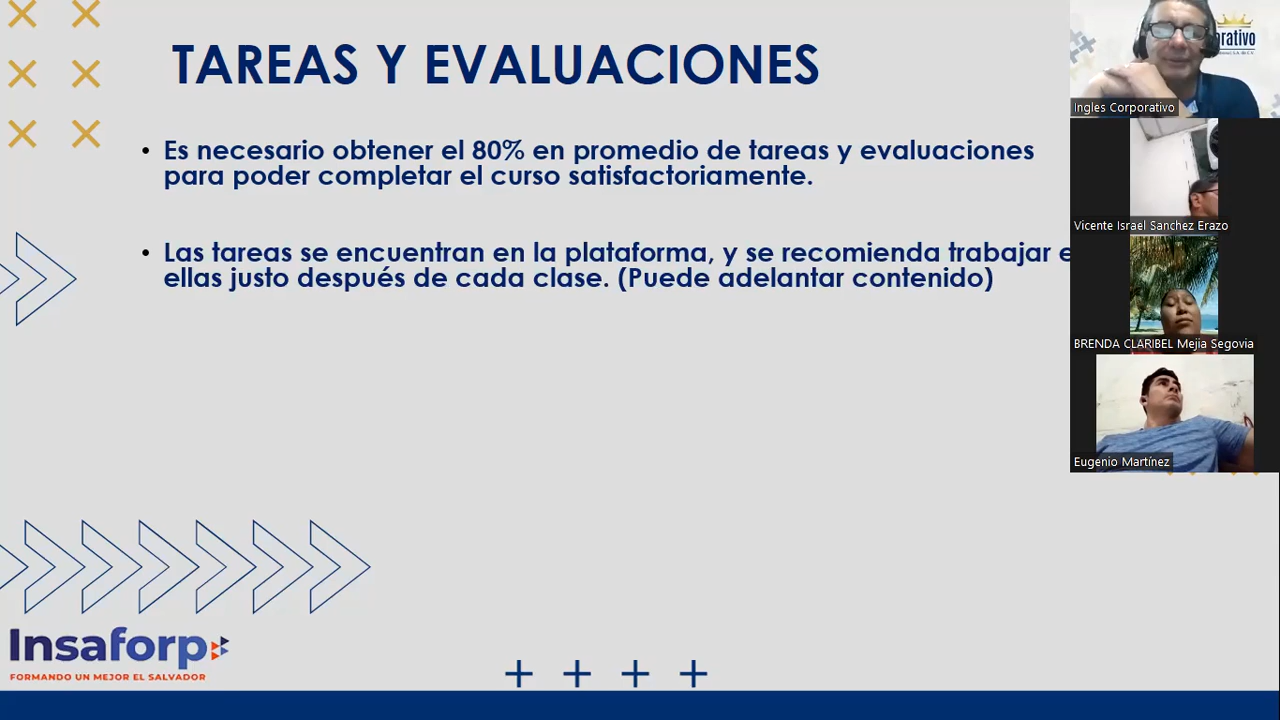 TAREAS Y EVALUACIONES
• Es necesario obtener el 80% en promedio de tareas y evaluaciones
para poder completar el curso satisfactoriamente.
• Las tareas se encuentran en la plataforma, y se recomienda trabajar
ellas justo después de cada clase. (Puede adelantar contenido)
Insaforp
FORMANDO UN MEJOR EL SALVADOR
Ingles Corporativo
Vicente Israel Sanchez Erazo
BRENDA CLARIBEL Mejía Segovia
Eugenio Martínez